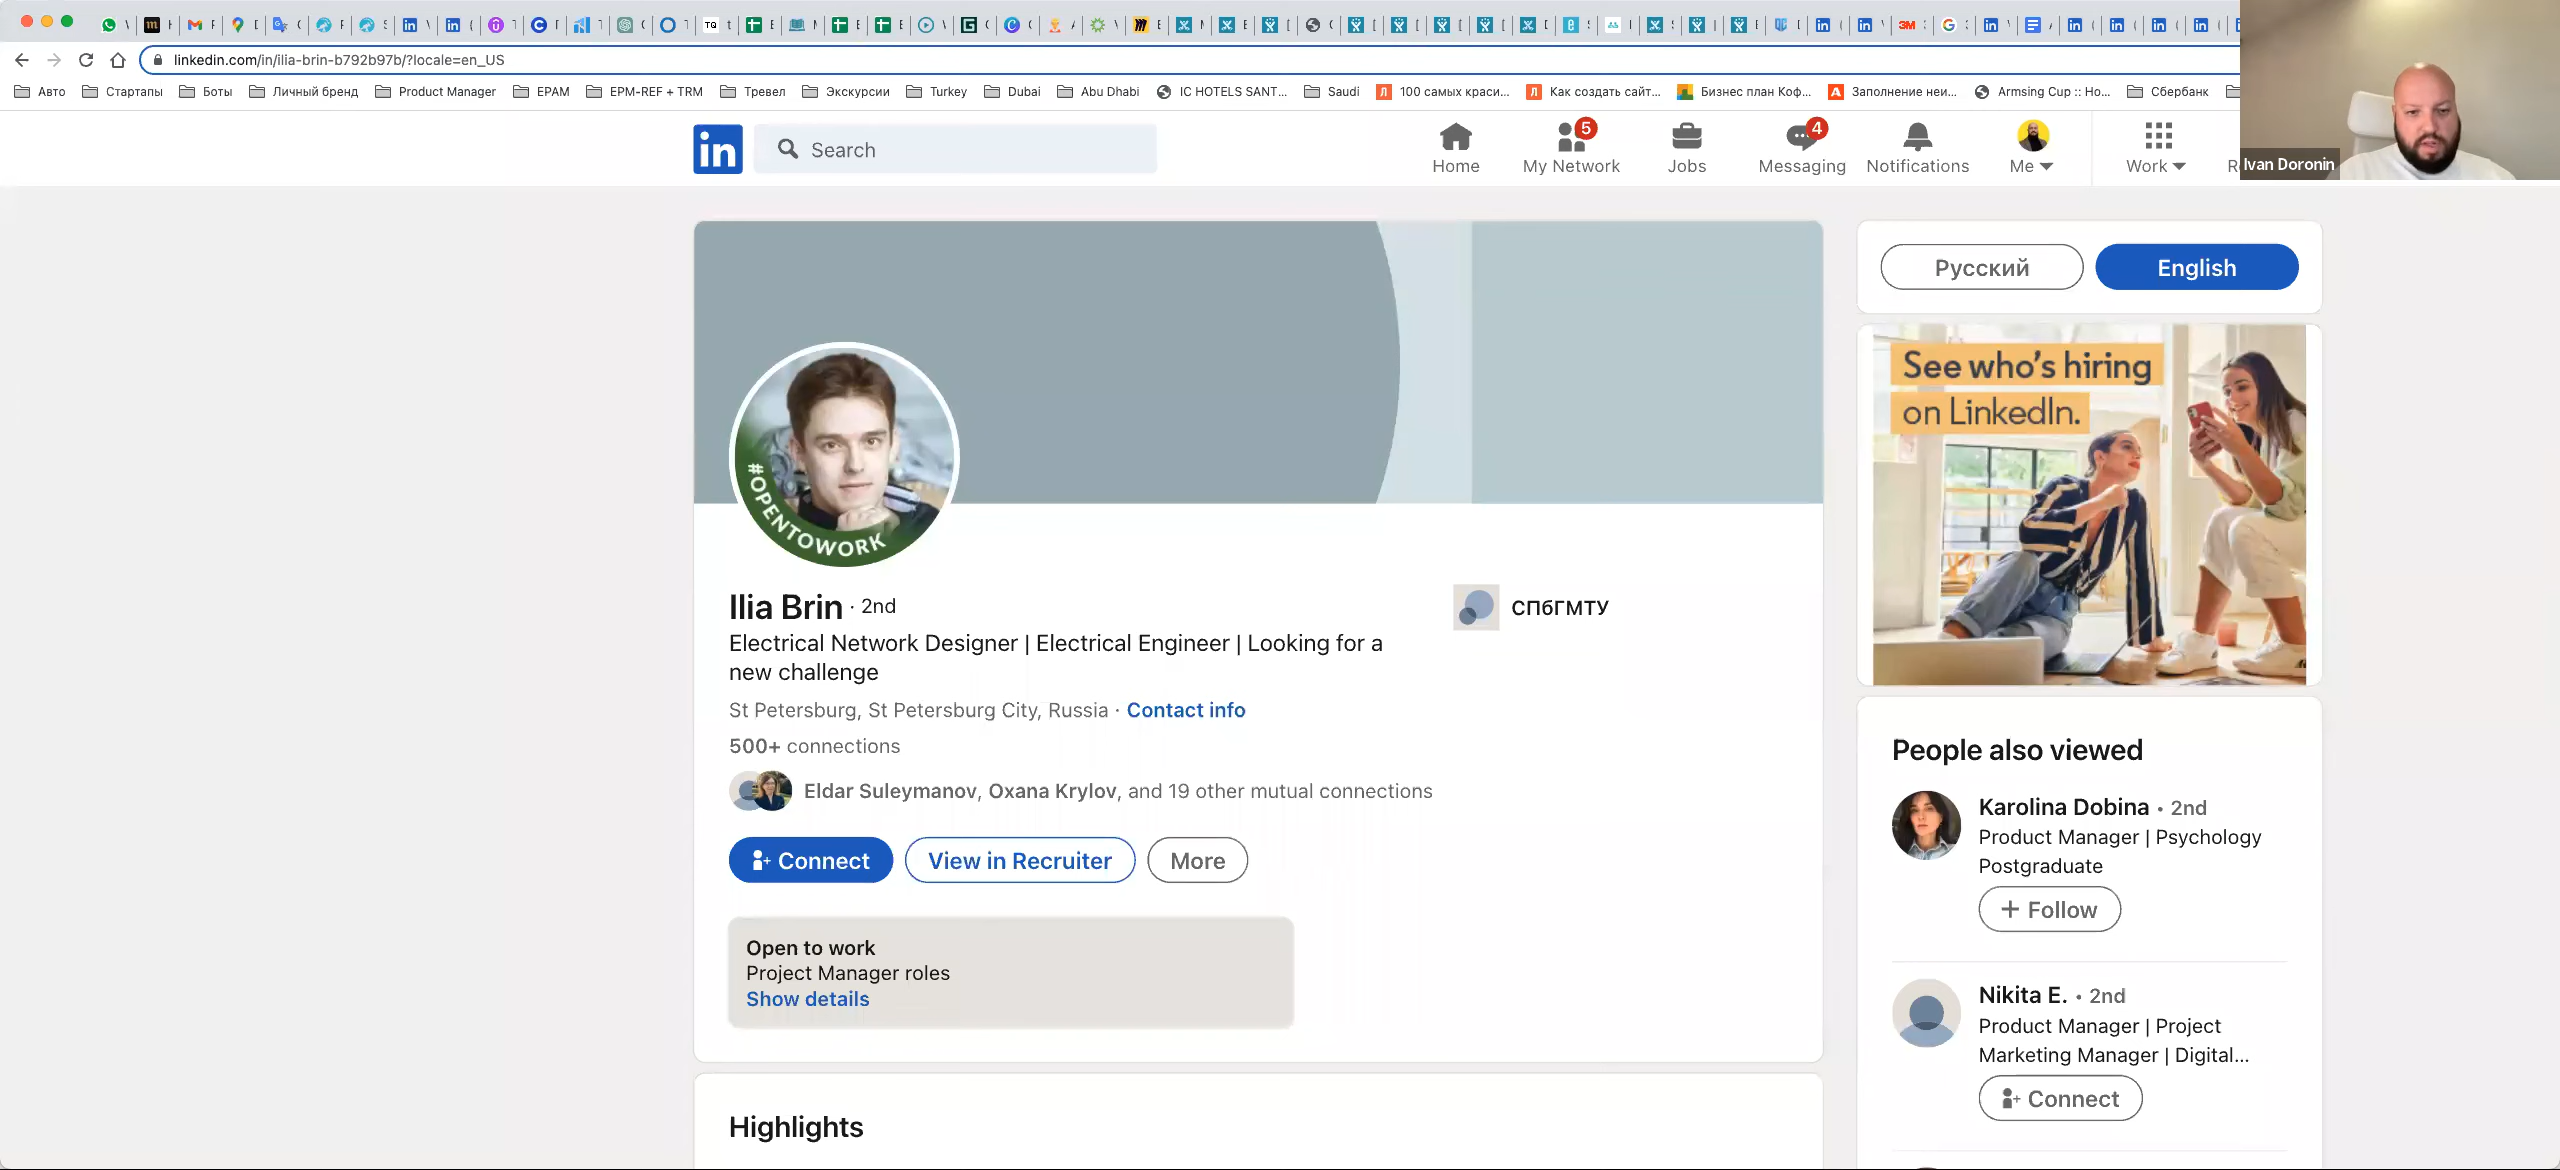 linkedin.com/in/ilia-brin-b792b97b/?locale=en_US
Авто
Стартапы
Боты
Личный бренд
Product Manager
EPAM
EPM-REF + TRM
Тревел
Экскурсии
Turkey
Dubai
Abu Dhabi
IC HOTELS SANT...
Saudi
100 самых краси...
Как создать сайт...
Бизнес план Коф...
Заполнение неи...
Armsing Cup :: Ho...
Сбербанк
Ivan Doronin
in
Search
Home
5
My Network
Jobs
4
Messaging
Notifications
Me
Work
#OPENTOWORK
Ilia Brin · 2nd
Electrical Network Designer | Electrical Engineer | Looking for a
new challenge
St Petersburg, St Petersburg City, Russia · Contact info
500+ connections
Eldar Suleymanov, Oxana Krylov, and 19 other mutual connections
Connect
View in Recruiter
More
СПбГМТУ
Open to work
Project Manager roles
Show details
Highlights
Русский
English
See who's hiring
on LinkedIn.
People also viewed
Karolina Dobina • 2nd
Product Manager | Psychology
Postgraduate
+ Follow
Nikita E. • 2nd
Product Manager | Project
Marketing Manager | Digital...
Connect